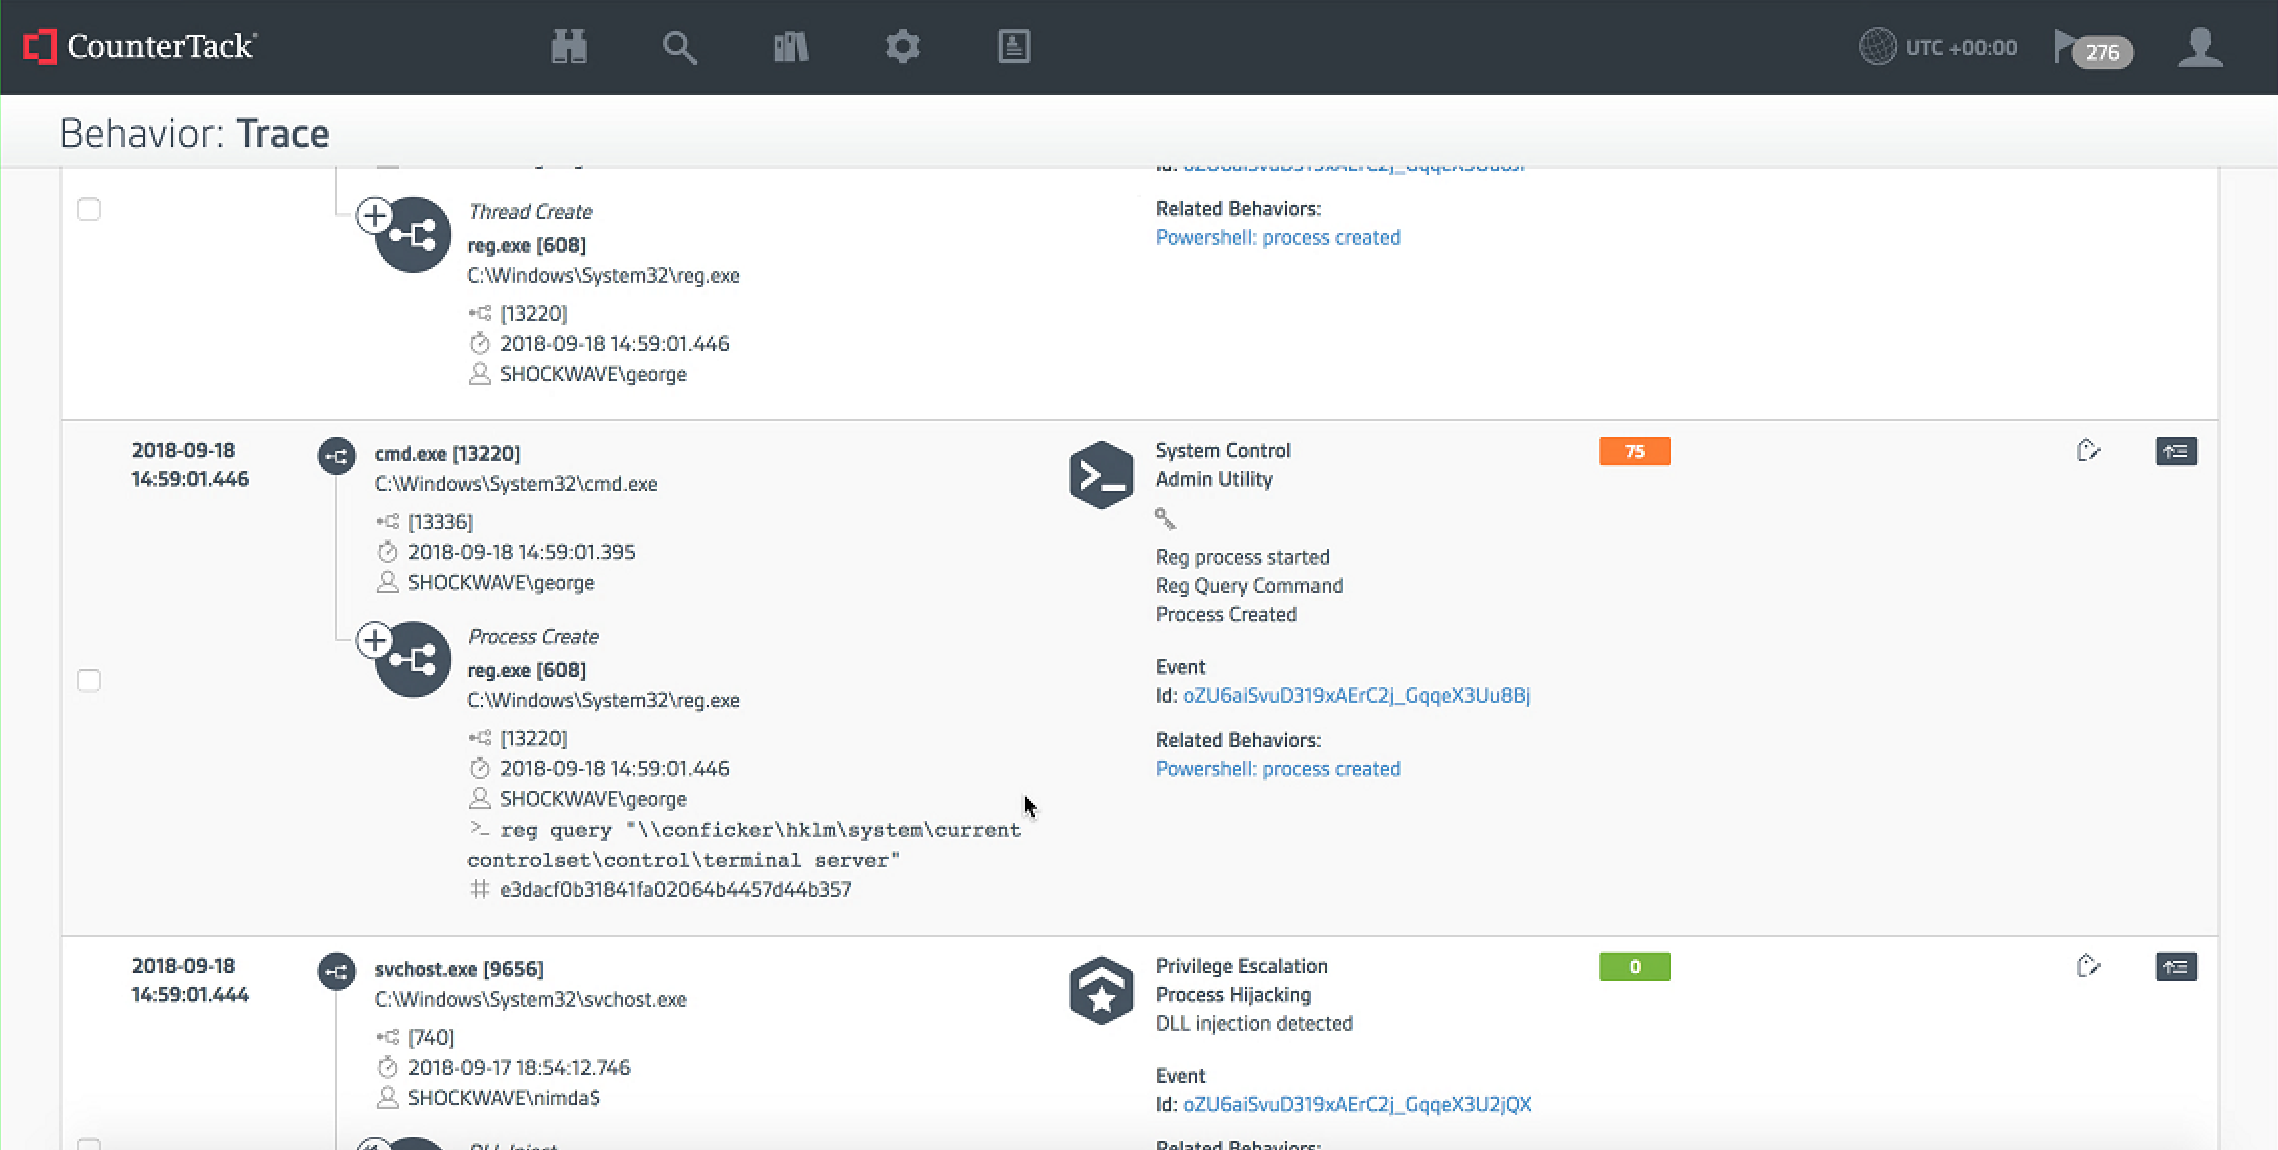 CounterTack
UTC +00:00
276
Behavior: Trace
Thread Create
reg.exe [608]
C:\Windows\System32\reg.exe
[13220]
2018-09-18 14:59:01.446
SHOCKWAVE\george
Related Behaviors:
Powershell: process created
2018-09-18
14:59:01.446
cmd.exe [13220]
C:\Windows\System32\cmd.exe
[13336]
2018-09-18 14:59:01.395
SHOCKWAVE\george
Process Create
reg.exe [608]
C:\Windows\System32\reg.exe
[13220]
2018-09-18 14:59:01.446
SHOCKWAVE\george
>_ reg query "\\conficker\hklm\system\current
controlset\control\terminal server"
# e3dacf0b31841fa02064b4457d44b357
System Control
Admin Utility
Reg process started
Reg Query Command
Process Created
Event
Id: oZU6aiSvuD319xAErC2j_GqqeX3Uu8Bj
Related Behaviors:
Powershell: process created
75
2018-09-18
14:59:01.444
svchost.exe [9656]
C:\Windows\System32\svchost.exe
[740]
2018-09-17 18:54:12.746
SHOCKWAVE\nimda$
DLL Inject
Privilege Escalation
Process Hijacking
DLL injection detected
Event
Id: oZU6aiSvuD319xAErC2j_GqqeX3U2jQX
Related Behaviors:
0